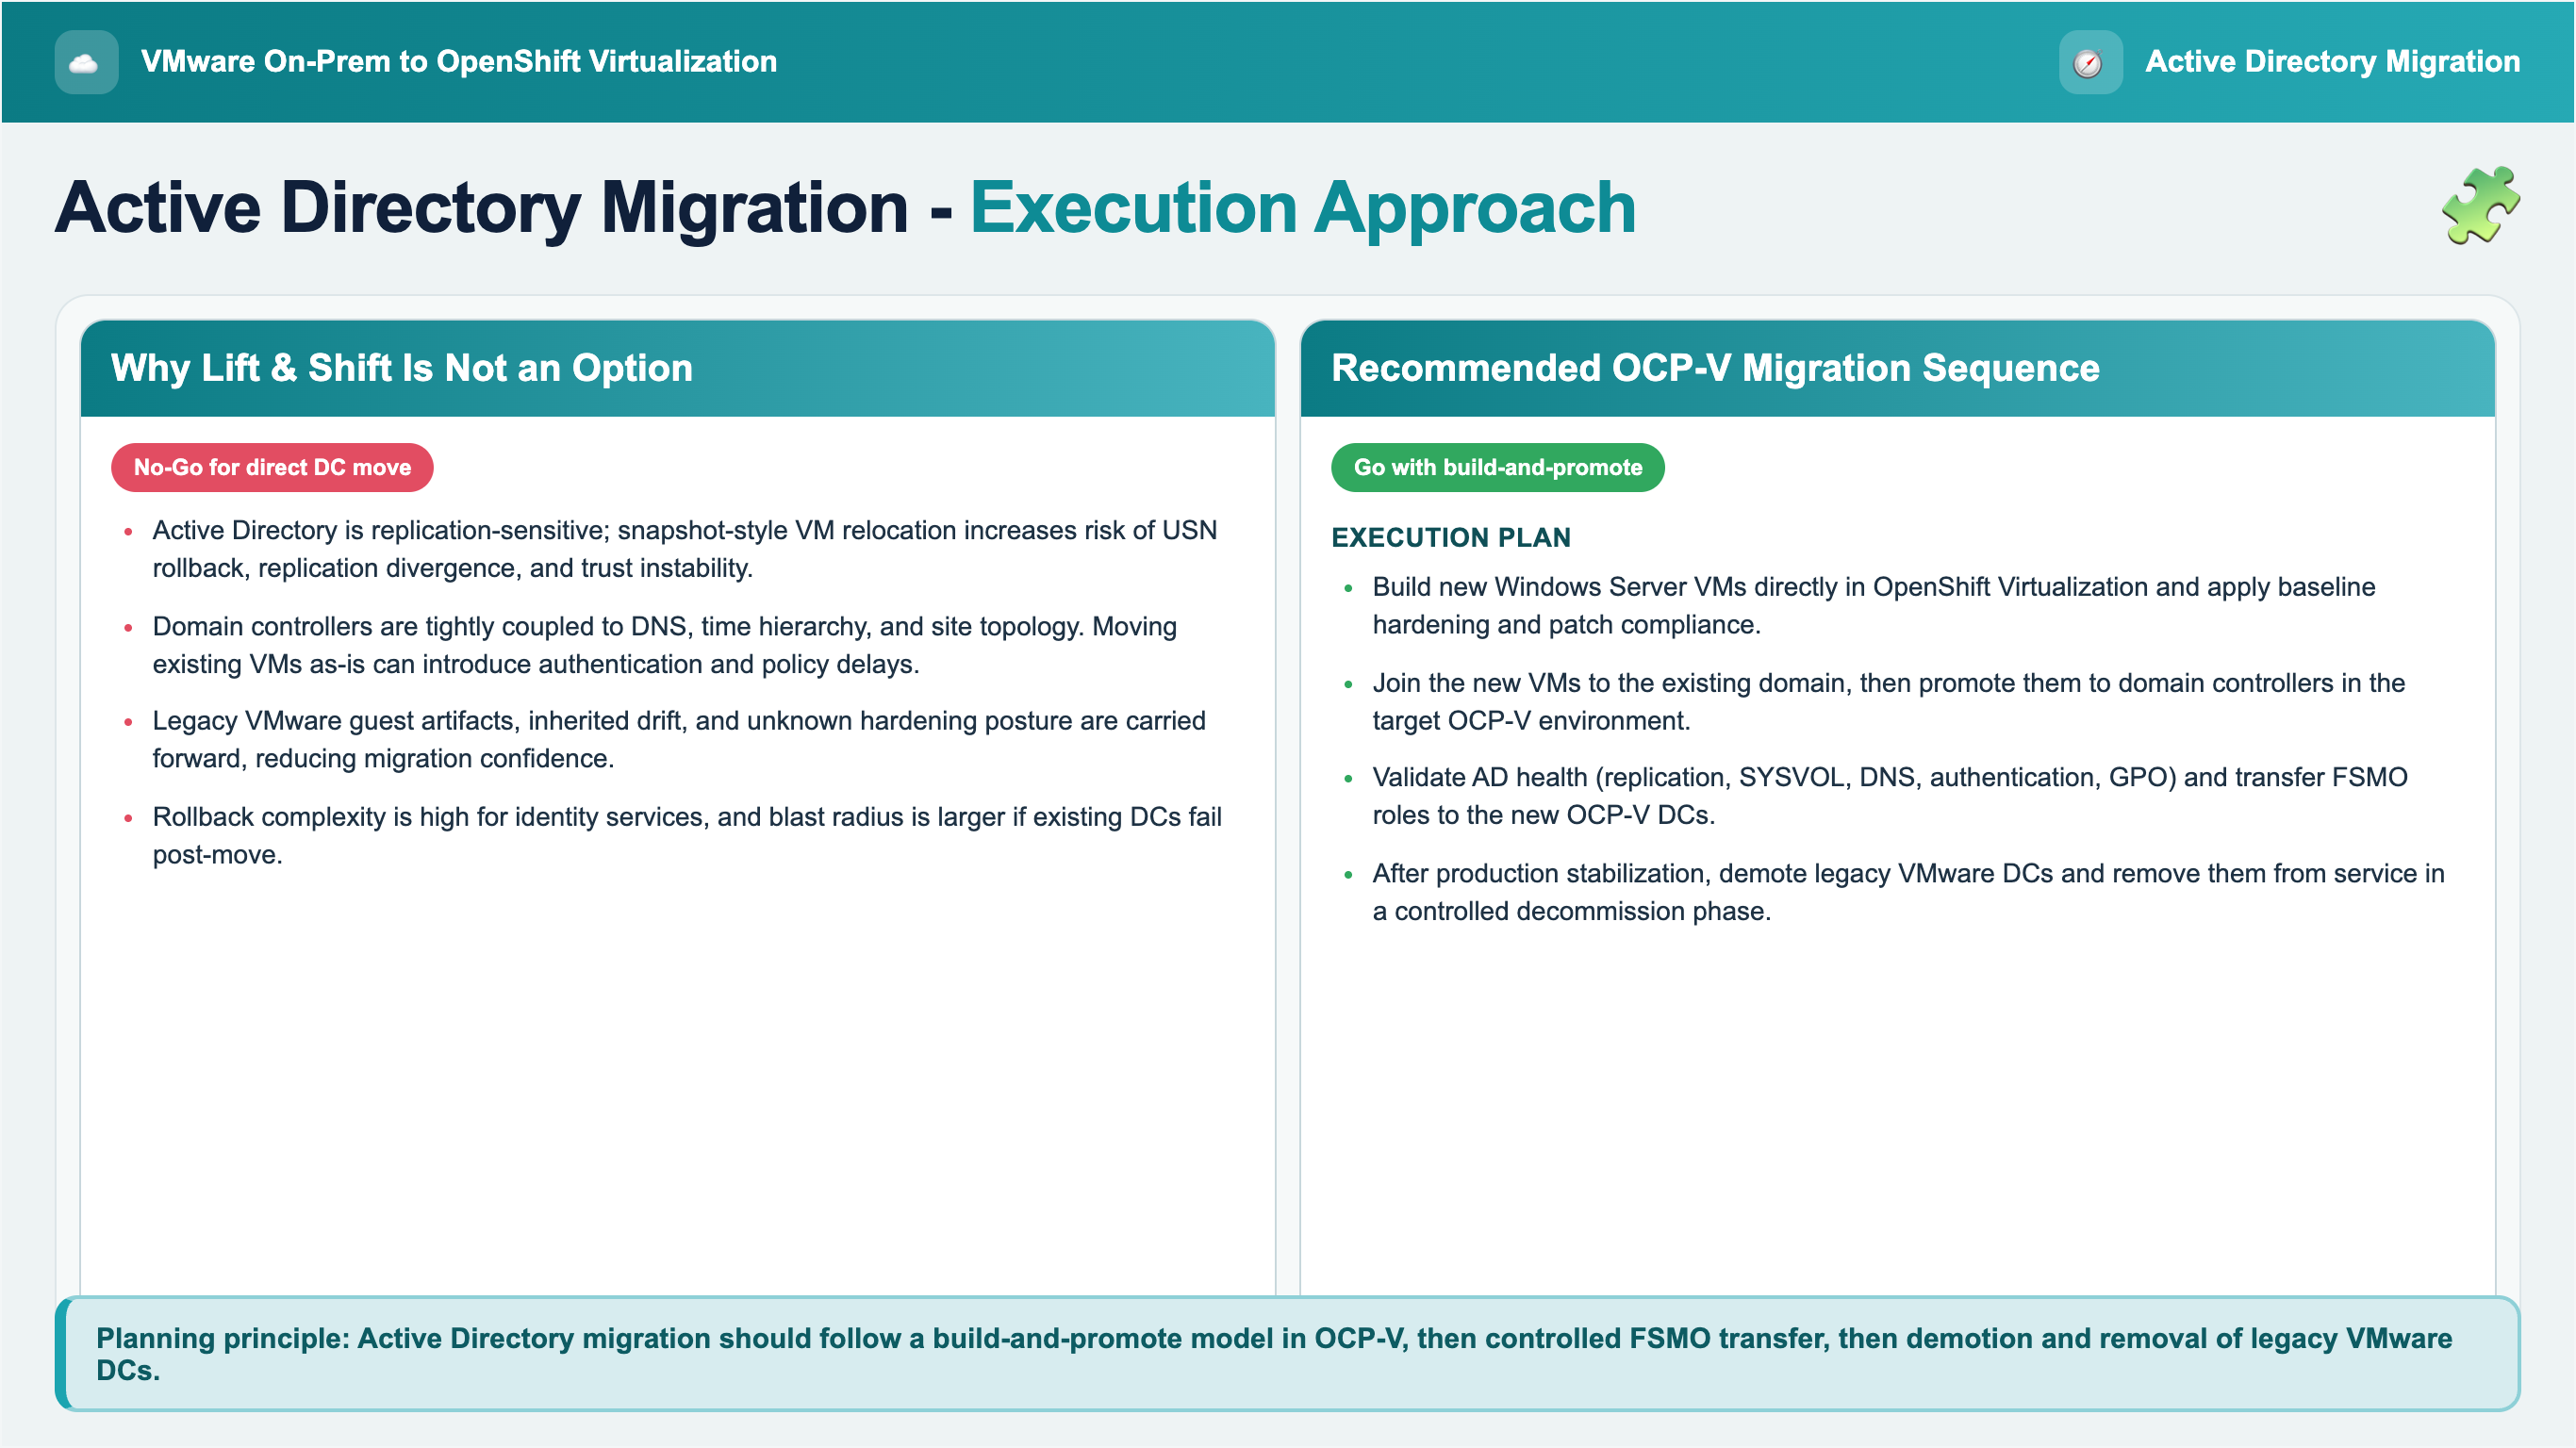 VMware On-Prem to OpenShift Virtualization
Active Directory Migration
Active Directory Migration - Execution Approach
Why Lift & Shift Is Not an Option
No-Go for direct DC move
• Active Directory is replication-sensitive; snapshot-style VM relocation increases risk of USN
rollback, replication divergence, and trust instability.
• Domain controllers are tightly coupled to DNS, time hierarchy, and site topology. Moving
existing VMs as-is can introduce authentication and policy delays.
• Legacy VMware guest artifacts, inherited drift, and unknown hardening posture are carried
forward, reducing migration confidence.
• Rollback complexity is high for identity services, and blast radius is larger if existing DCs fail
post-move.
Recommended OCP-V Migration Sequence
Go with build-and-promote
EXECUTION PLAN
• Build new Windows Server VMs directly in OpenShift Virtualization and apply baseline
hardening and patch compliance.
• Join the new VMs to the existing domain, then promote them to domain controllers in the
target OCP-V environment.
• Validate AD health (replication, SYSVOL, DNS, authentication, GPO) and transfer FSMO
roles to the new OCP-V DCs.
• After production stabilization, demote legacy VMware DCs and remove them from service in
a controlled decommission phase.
Planning principle: Active Directory migration should follow a build-and-promote model in OCP-V, then controlled FSMO transfer, then demotion and removal of legacy VMware
DCs.